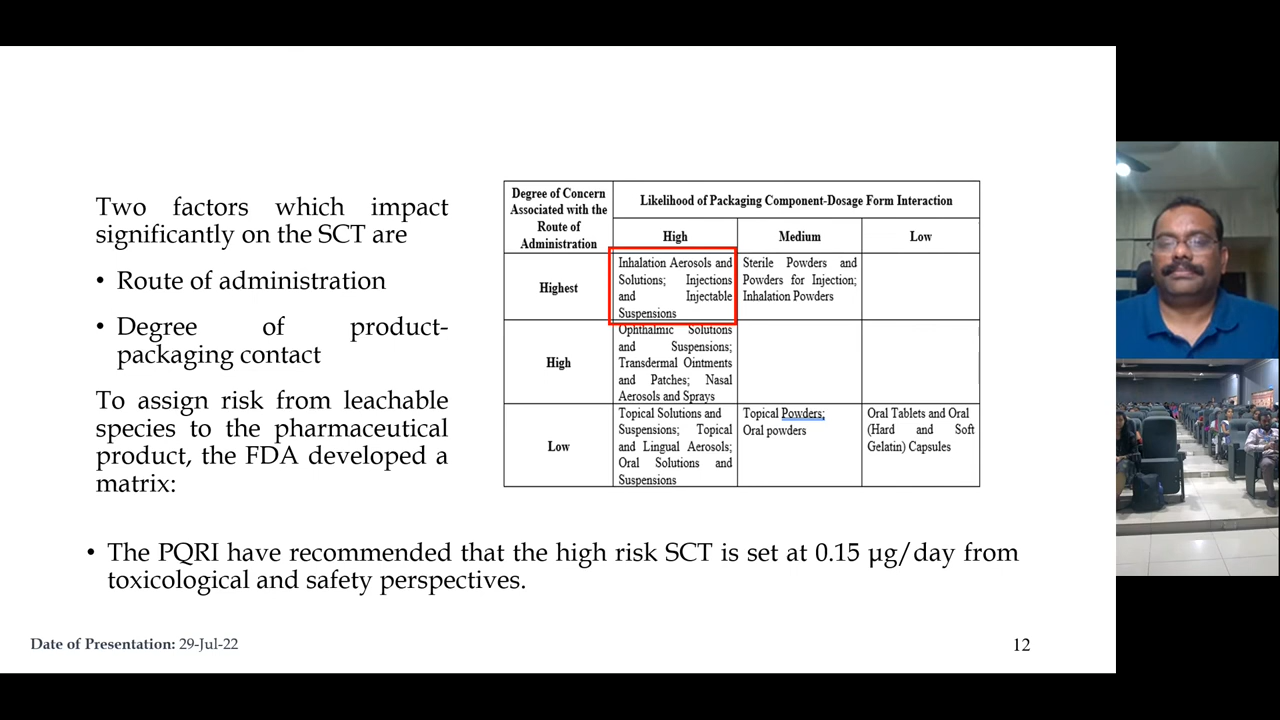 Two factors which impact
significantly on the SCT are
• Route of administration
• Degree of product-
packaging contact
To assign risk from leachable
species to the pharmaceutical
product, the FDA developed a
matrix:
Degree of Concern
Associated with the
Route of
Administration
Likelihood of Packaging Component-Dosage Form Interaction
High
Medium
Low
Highest
Inhalation Aerosols and
Solutions; Injections
and Injectable
Suspensions
Sterile Powders and
Powders for Injection;
Inhalation Powders
High
Ophthalmic Solutions
and Suspensions;
Transdermal Ointments
and Patches; Nasal
Aerosols and Sprays
Low
Topical Solutions and
Suspensions; Topical
and Lingual Aerosols;
Oral Solutions and
Suspensions
Topical Powders;
Oral powders
Oral Tablets and Oral
(Hard and Soft
Gelatin) Capsules
• The PQRI have recommended that the high risk SCT is set at 0.15 µg/day from
toxicological and safety perspectives.
Date of Presentation: 29-Jul-22
12